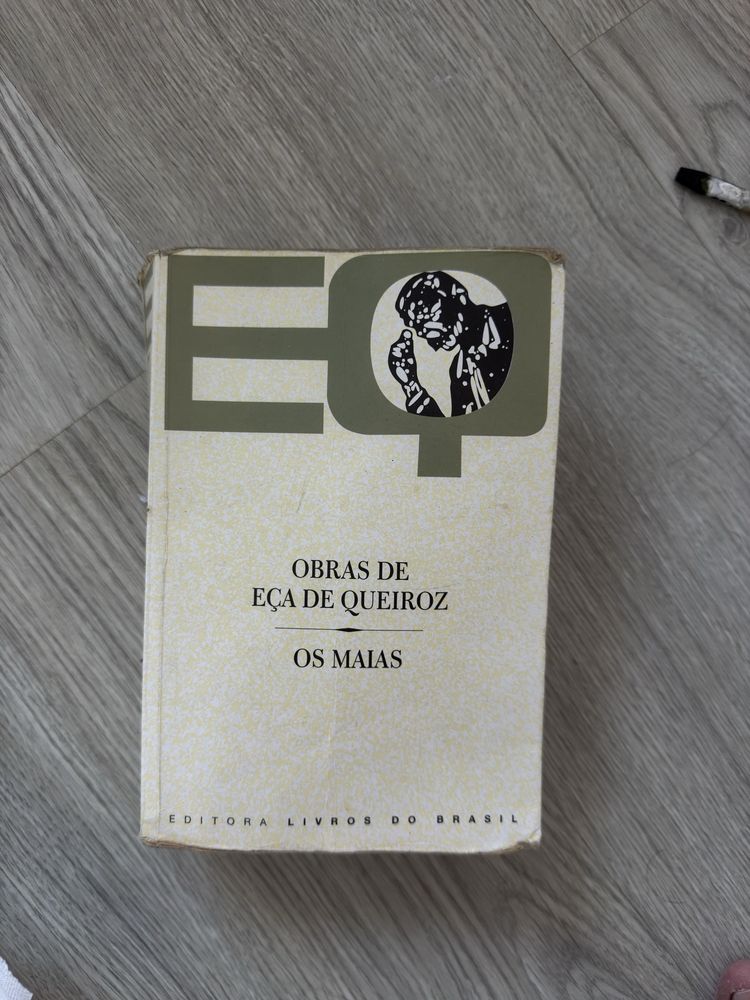 EQ
OBRAS DE
EÇA DE QUEIROZ
OS MAIAS
EDITORA LIVROS DO BRASIL